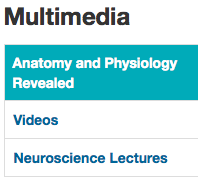 Multimedia
Anatomy and Physiology
Revealed
Videos
Neuroscience Lectures